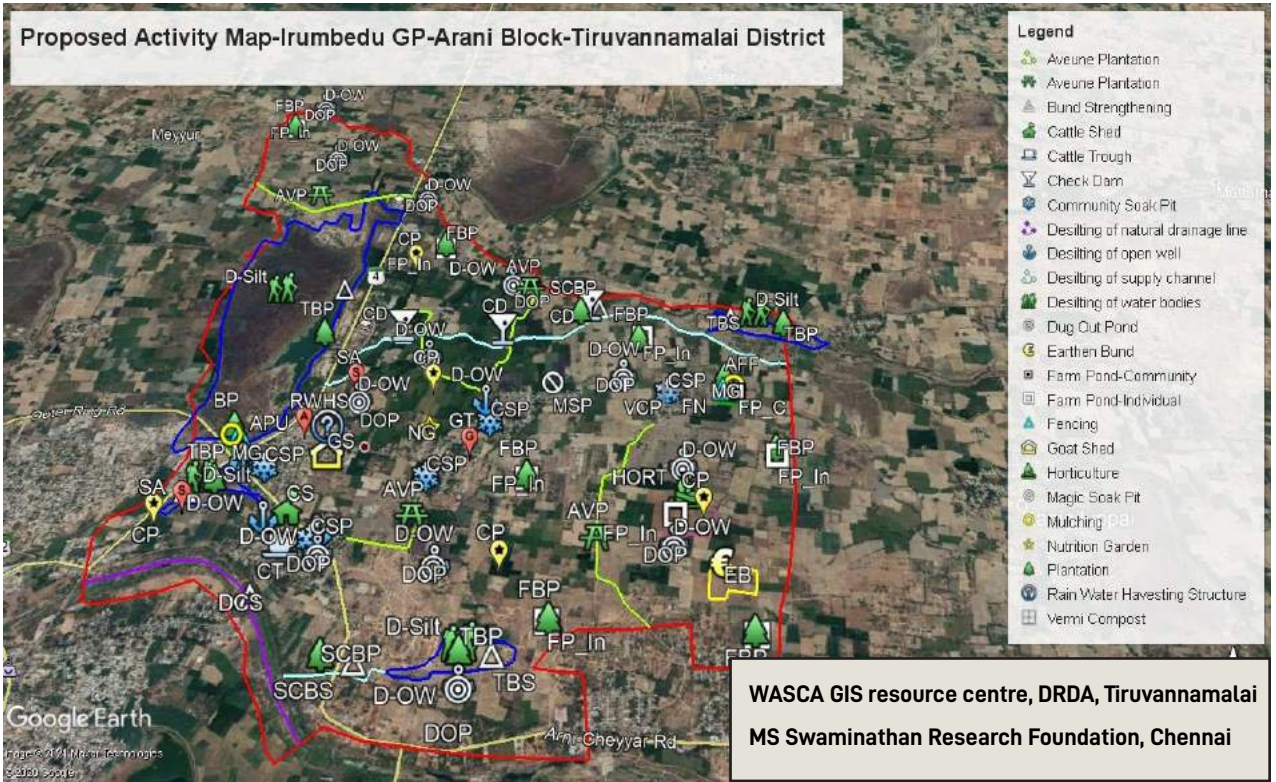 Proposed Activity Map-Irumbedu GP-Arani Block-Tiruvannamalai District
Legend
Aveune Plantation
Aveune Plantation
Bund Strengthening
Cattle Shed
Cattle Trough
Check Dam
Community Soak Pit
Desilting of natural drainage line
Desilting of open well
Desilting of supply channel
Desilting of water bodies
Dug Out Pond
Earthen Bund
Farm Pond-Community
Farm Pond-Individual
Fencing
Goat Shed
Horticulture
Magic Soak Pit
Mulching
Nutrition Garden
Plantation
Rain Water Havesting Structure
Vermi Compost
D-OW
FBP
DOP
FP_In
Meyyur
D-OW
DOP
AVP
D-OW
DOP
CP
FBP
FP_In
D-OW
AVP
D-Silt
DOP
SCBP
TBP
CD
D-OW
CD
CD
FBP
TBS
D-Silt
TBP
SA
CP
D-OW
D-OW
FP_In
AFF
D-OW
DOP
MSP
VCP
CSP
FN
MG
FP_C
Outer Ring Rd
BP
APU
RWHS
DOP
NG
GT
CSP
GS
TBP
MG
CSP
D-Silt
CSP
FBP
FP_In
D-OW
HORT
CP
FBP
FP_In
SA
D-OW
CS
AVP
CP
D-OW
CSP
D-OW
CP
AVP
FP_In
D-OW
CT
DOP
DOP
DOP
EB
DCS
FBP
D-Silt
TBP
FP_In
SCBP
SCBS
D-OW
TBS
DOP
Arni-Cheyyar Rd
Google Earth
WASCA GIS resource centre, DRDA, Tiruvannamalai
MS Swaminathan Research Foundation, Chennai